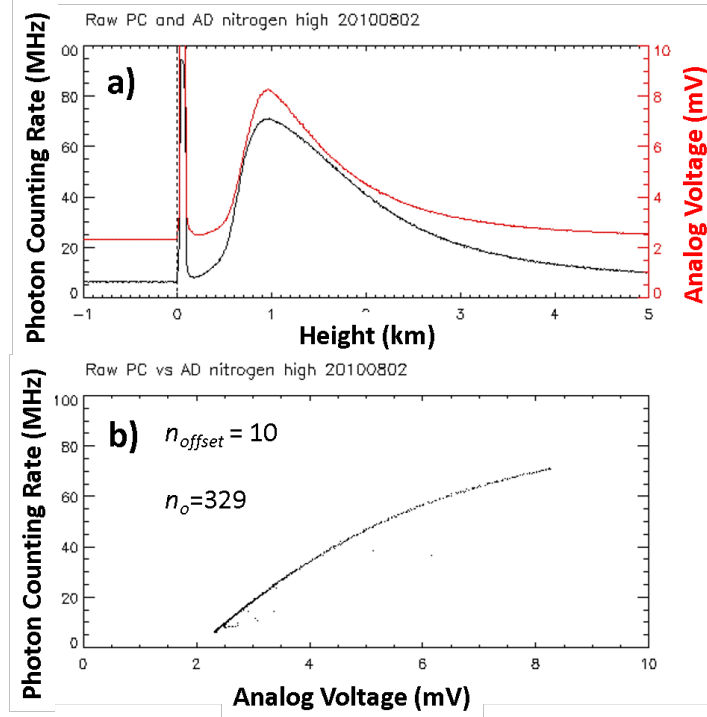 Raw PC and AD nitrogen high 20100802
Photon Counting Rate (MHz)
00
80
60
40
20
0
a)
10
8
6
4
2
0
Analog Voltage (mV)
-1
0
1
2
3
4
5
Height (km)
Raw PC vs AD nitrogen high 20100802
Photon Counting Rate (MHz)
100
80
60
40
20
0
b)
n_offset = 10
n_o=329
0
2
4
6
8
10
Analog Voltage (mV)